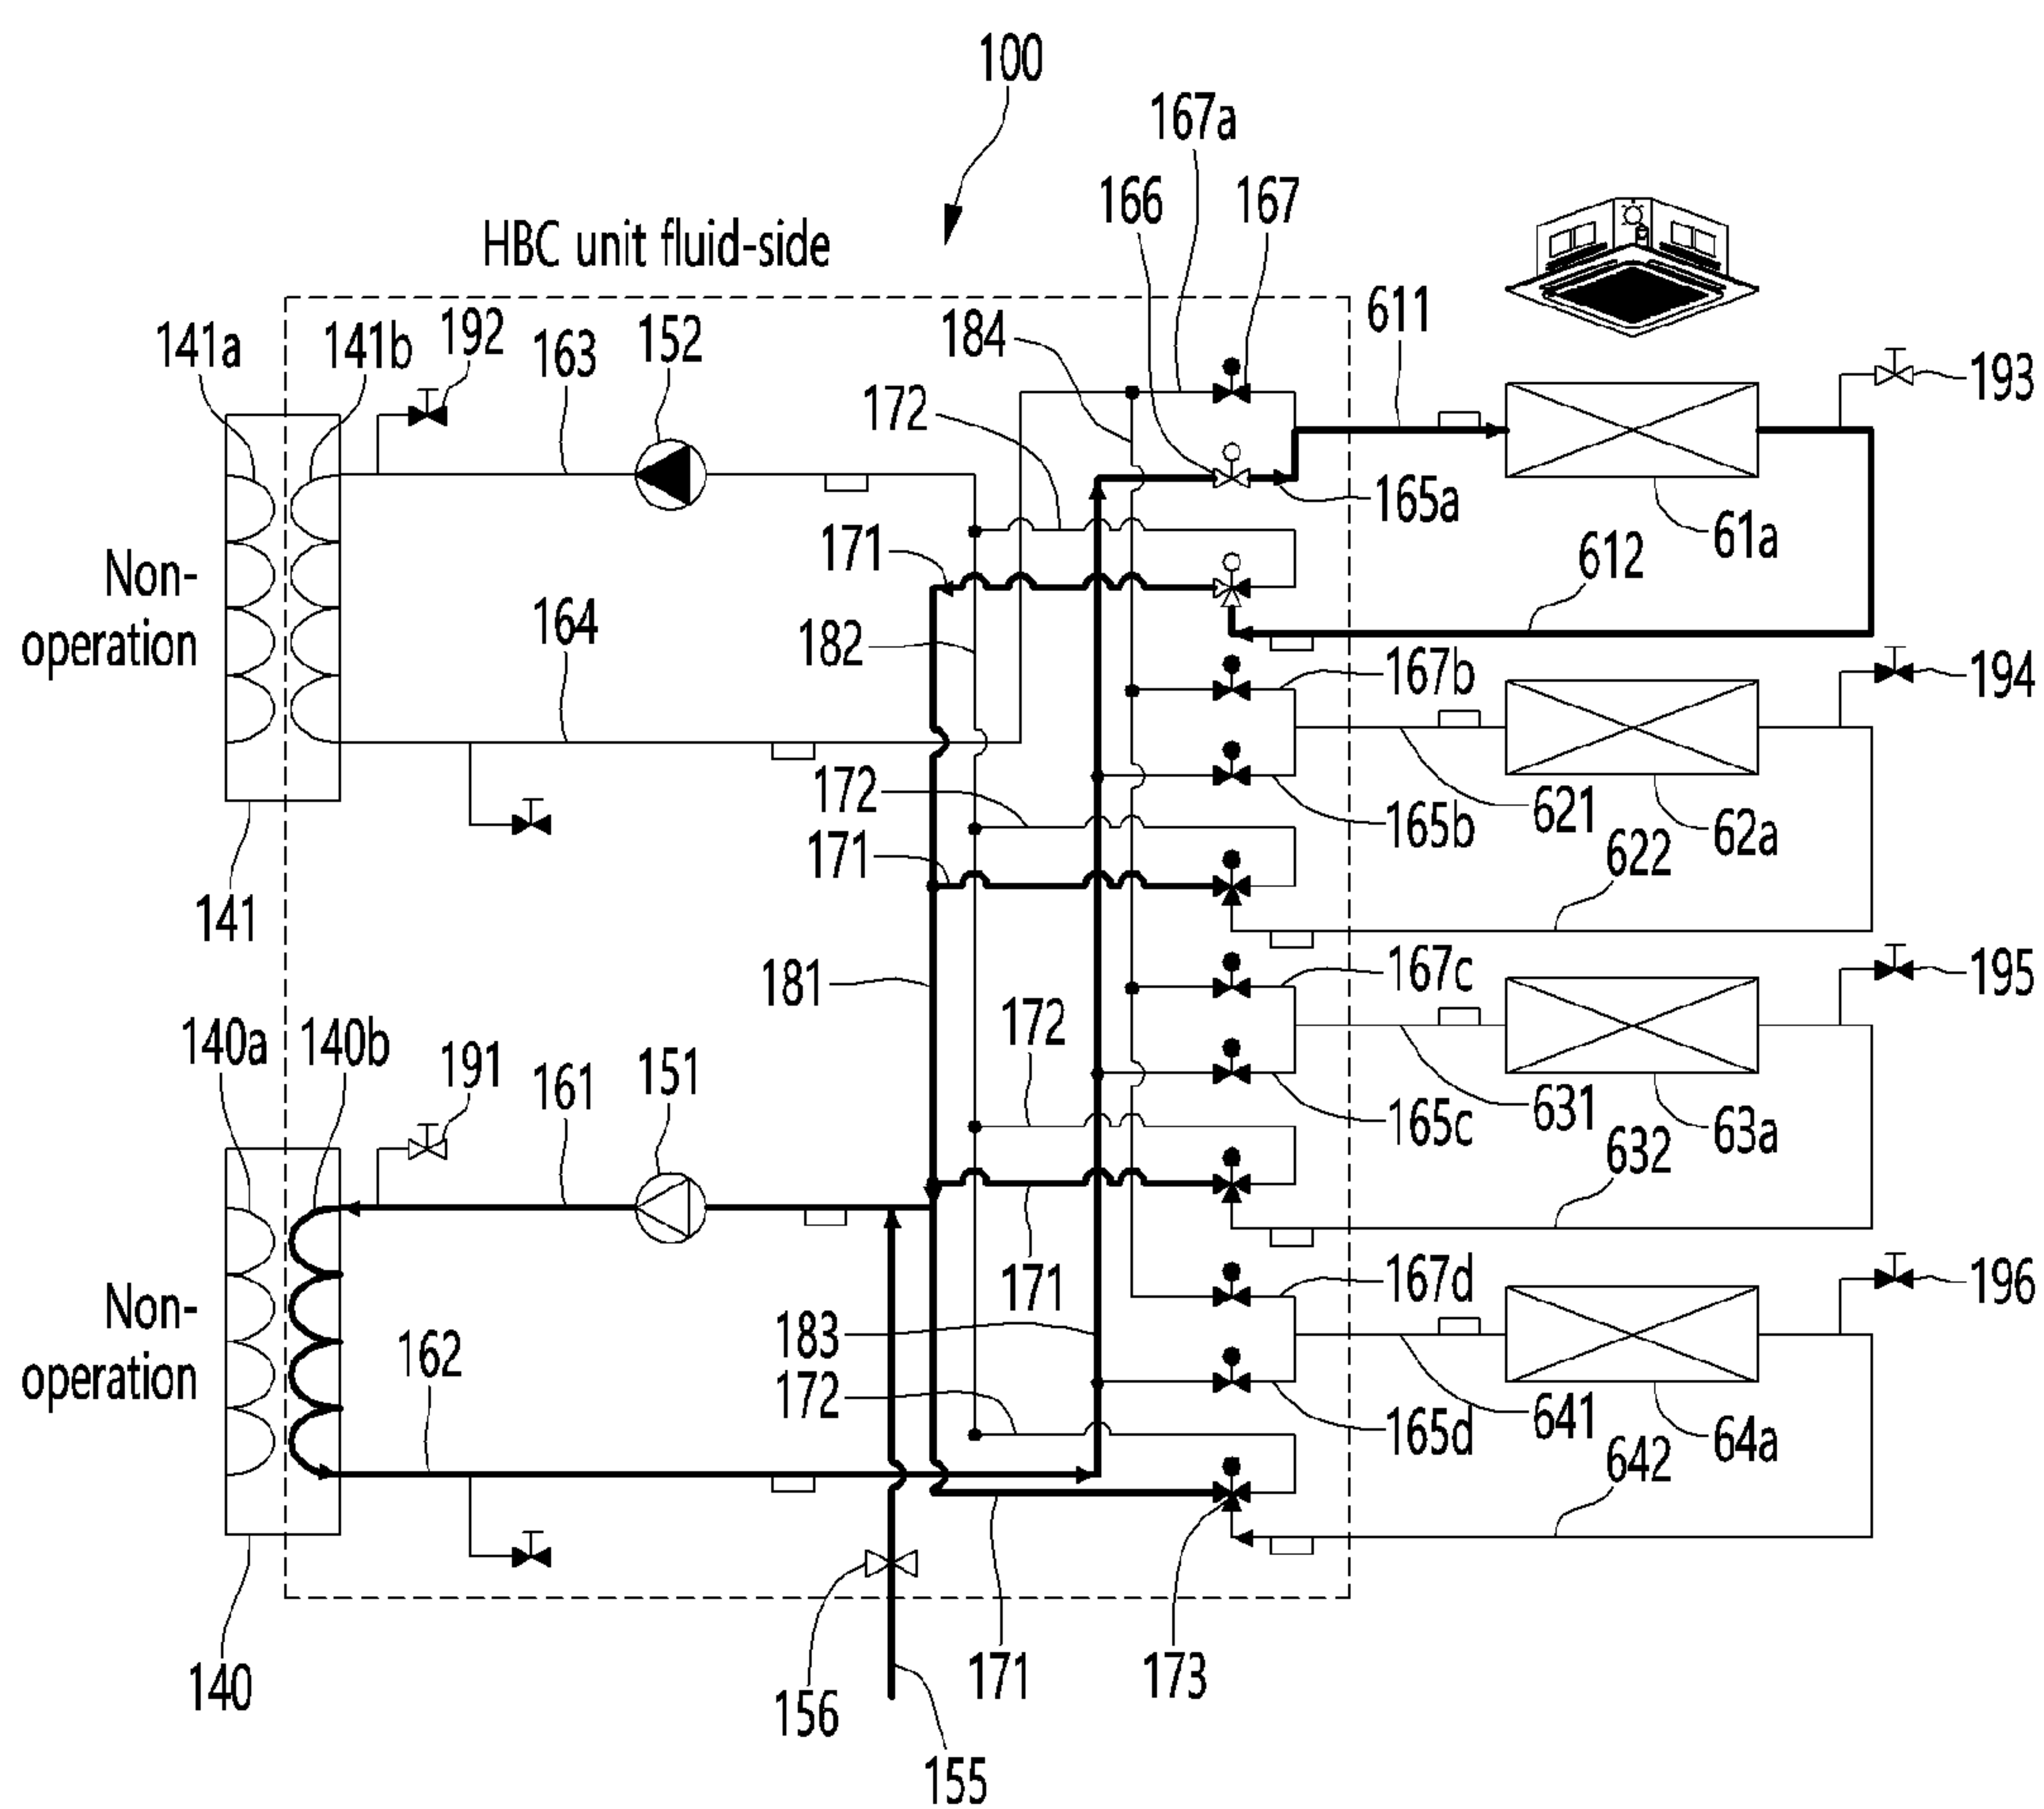 100
167a
166
167
HBC unit fluid-side
611
141a
141b
192
163
152
184
172
193
165a
61a
171
612
Non-
operation
164
182
167b
194
172
165b
621
62a
171
622
141
181
167c
195
140a
140b
191
161
151
172
165c
631
63a
632
171
167d
196
Non-
operation
162
183
172
165d
641
64a
642
140
156
171
173
155